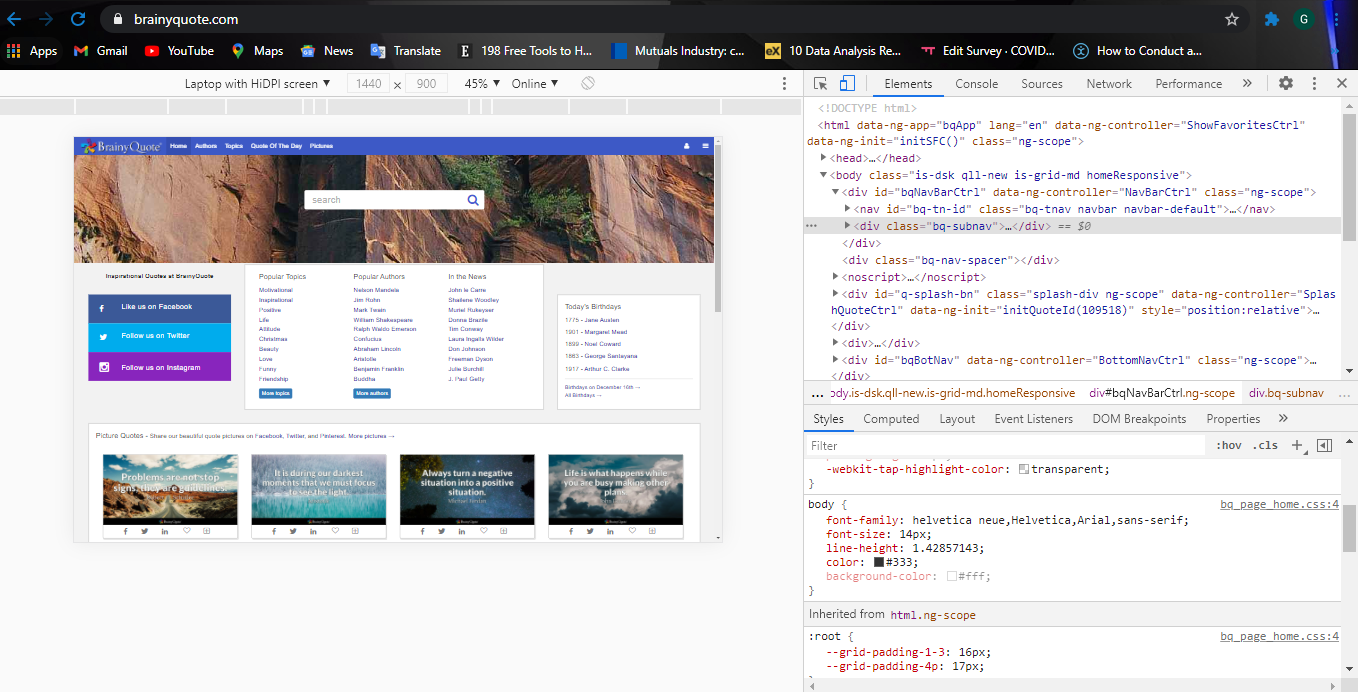 brainyquote.com
G
Apps Gmail YouTube Maps News Translate 198 Free Tools to H... Mutuals Industry: c... 10 Data Analysis Re... Edit Survey · COVID... How to Conduct a...
Laptop with HiDPI screen ▼ 1440 x 900 45% ▼ Online ▼
Elements Console Sources Network Performance »
BrainyQuote Home Authors Topics Quote Of The Day Pictures
search
Inspirational Quotes at BrainyQuote
Like us on Facebook
Follow us on Twitter
Follow us on Instagram
Popular Topics
Motivational
Inspirational
Positive
Life
Attitude
Christmas
Beauty
Love
Funny
Friendship
More topics
Popular Authors
Nelson Mandela
Jim Rohn
Mark Twain
William Shakespeare
Ralph Waldo Emerson
Confucius
Abraham Lincoln
Aristotle
Benjamin Franklin
Buddha
More authors
In the News
John le Carre
Shailene Woodley
Muriel Rukeyser
Donna Brazile
Tim Conway
Laura Ingalls Wilder
Don Johnson
Freeman Dyson
Julie Burchill
J. Paul Getty
Today's Birthdays
1775 - Jane Austen
1901 - Margaret Mead
1899 - Noel Coward
1863 - George Santayana
1917 - Arthur C. Clarke
Birthdays on December 16th →
All Birthdays →
Picture Quotes - Share our beautiful quote pictures on Facebook, Twitter, and Pinterest. More pictures →
Problems are not stop
signs, they are guidelines.
It is during our darkest
moments that we must focus
to see the light.
Always turn a negative
situation into a positive
situation.
Michael Jordan
Life is what happens while
you are busy making other
plans.
<!DOCTYPE html>
<html data-ng-app="bqApp" lang="en" data-ng-controller="ShowFavoritesCtrl"
data-ng-init="initSFC()" class="ng-scope">
<head>…</head>
<body class="is-dsk qll-new is-grid-md homeResponsive">
<div id="bqNavBarCtrl" data-ng-controller="NavBarCtrl" class="ng-scope">
<nav id="bq-tn-id" class="bq-tnav navbar navbar-default">…</nav>
<div class="bq-subnav">…</div> == $0
</div>
<div class="bq-nav-spacer"></div>
<noscript>…</noscript>
<div id="q-splash-bn" class="splash-div ng-scope" data-ng-controller="Splas
hQuoteCtrl" data-ng-init="initQuoteId(109518)" style="position:relative">…
</div>
<div>…</div>
<div id="bqBotNav" data-ng-controller="BottomNavCtrl" class="ng-scope">…
</div>
... ody.is-dsk.qll-new.is-grid-md.homeResponsive div#bqNavBarCtrl.ng-scope div.bq-subnav ...
Styles Computed Layout Event Listeners DOM Breakpoints Properties »
Filter :hov .cls +
-webkit-tap-highlight-color: transparent;
}
body { bq_page_home.css:4
font-family: helvetica neue,Helvetica,Arial,sans-serif;
font-size: 14px;
line-height: 1.42857143;
color: #333;
background-color: #fff;
}
Inherited from html.ng-scope
:root { bq_page_home.css:4
--grid-padding-1-3: 16px;
--grid-padding-4p: 17px;